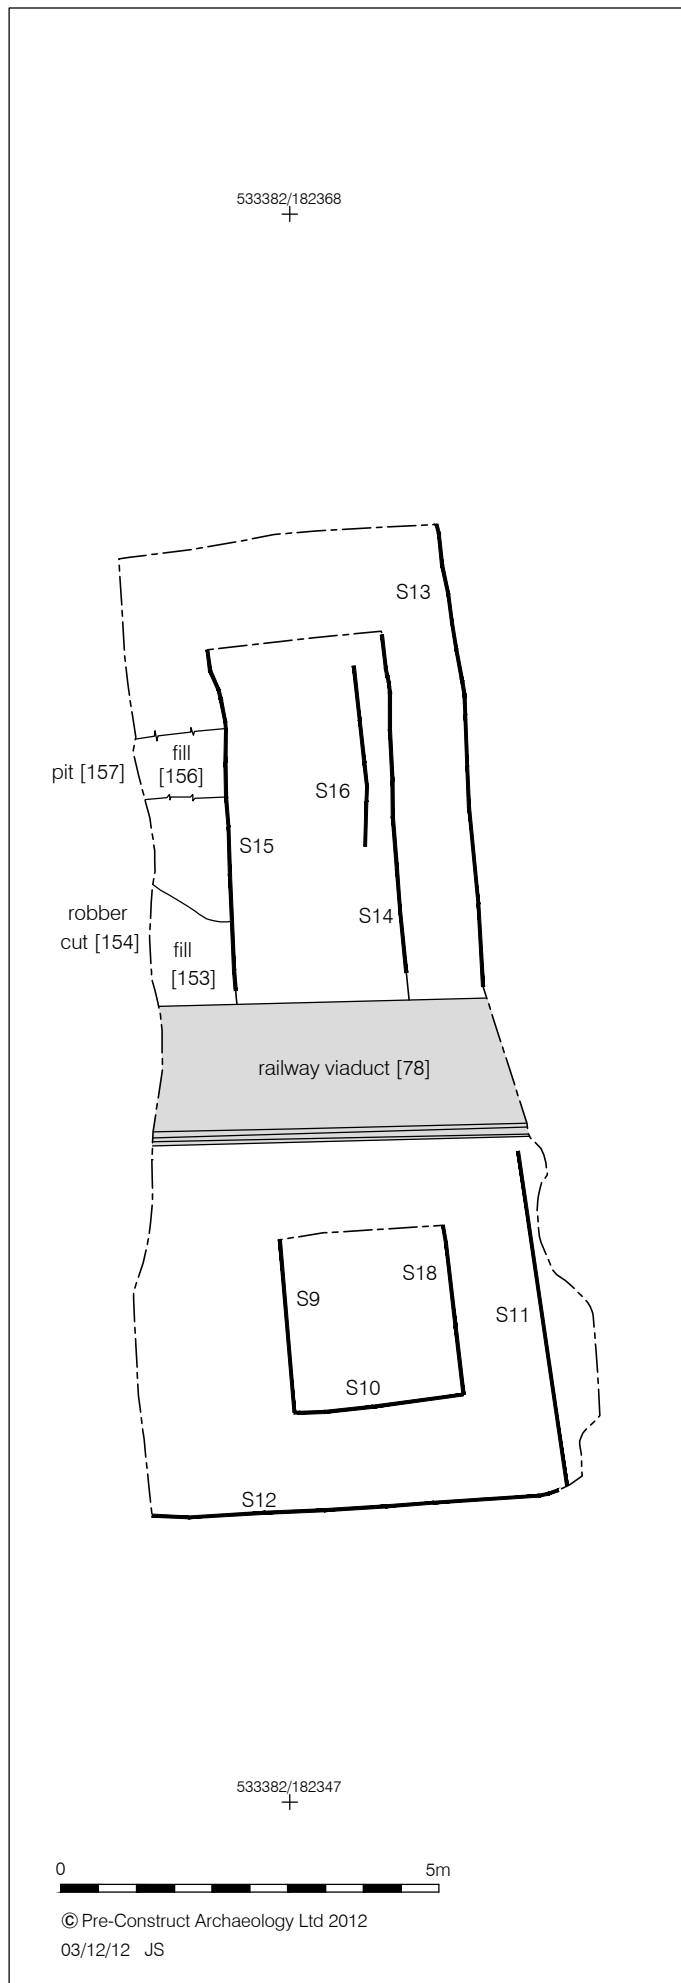 533382/182368
S13
fill
[156]
pit [157]
S16
S15
robber
cut [154]
S14
fill
[153]
railway viaduct [78]
S18
S9
S11
S10
S12
533382/182347
0 5m
© Pre-Construct Archaeology Ltd 2012
03/12/12 JS